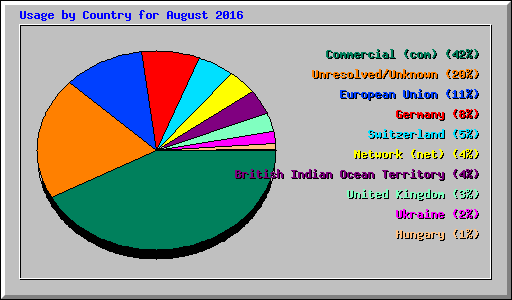 Usage by Country for August 2016
Commercial (com) (42%)
Unresolved/Unknown (20%)
European Union (11%)
Germany (8%)
Switzerland (5%)
Network (net) (4%)
British Indian Ocean Territory (4%)
United Kingdom (3%)
Ukraine (2%)
Hungary (1%)